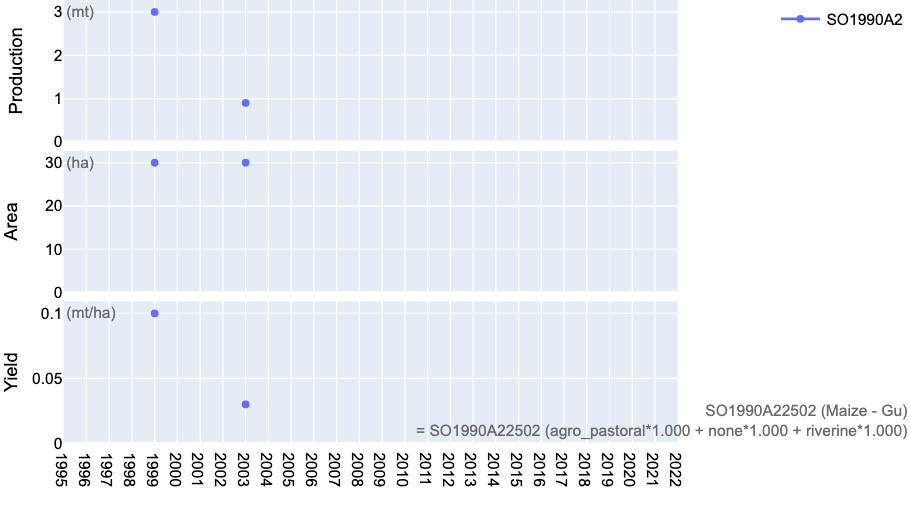 3 (mt)
2
1
0
Production
SO1990A2
30 (ha)
20
10
0
Area
0.1 (mt/ha)
0.05
0
Yield
SO1990A22502 (Maize - Gu)
= SO1990A22502 (agro_pastoral*1.000 + none*1.000 + riverine*1.000)
1995 1996 1997 1998 1999 2000 2001 2002 2003 2004 2005 2006 2007 2008 2009 2010 2011 2012 2013 2014 2015 2016 2017 2018 2019 2020 2021 2022